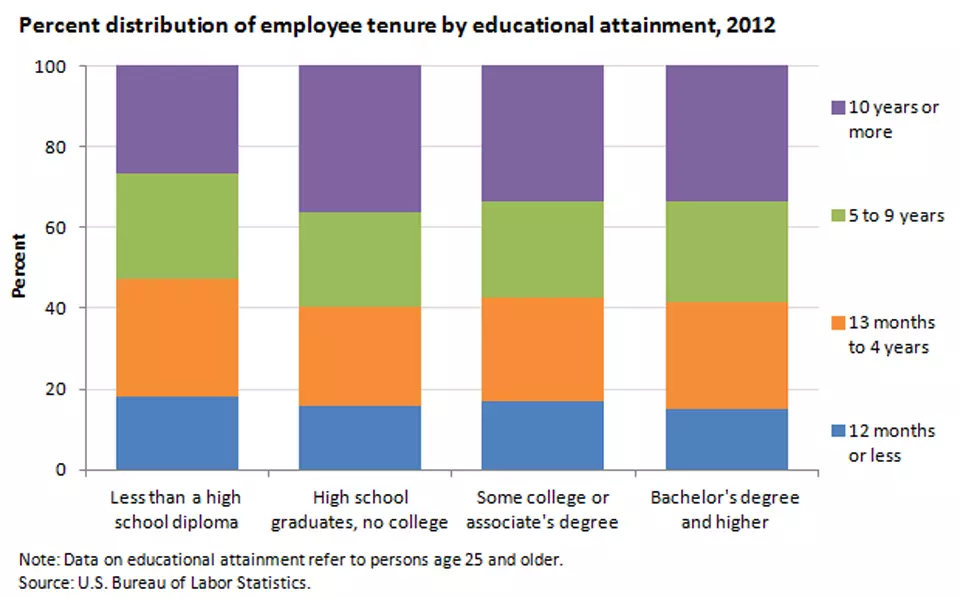 Percent distribution of employee tenure by educational attainment, 2012
100
80
60
40
20
0
Percent
10 years or
more
5 to 9 years
13 months
to 4 years
12 months
or less
Less than a high
school diploma
High school
graduates, no college
Some college or
associate's degree
Bachelor's degree
and higher
Note: Data on educational attainment refer to persons age 25 and older.
Source: U.S. Bureau of Labor Statistics.